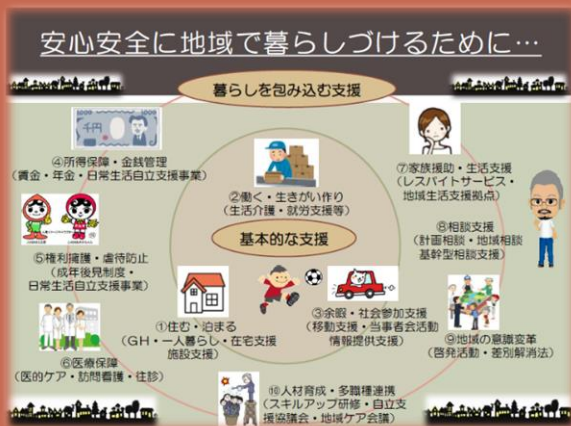 安心安全に地域で暮らしづけるために…
暮らしを包み込む支援
千円
④所得保障・金銭管理
(賃金・年金・日常生活自立支援事業)
⑦家族援助・生活支援
(レスパイトサービス・
地域生活支援拠点)
②働く・生きがい作り
(生活介護・就労支援等)
⑧相談支援
(計画相談・地域相談
基幹型相談支援)
基本的な支援
⑤権利擁護・虐待防止
(成年後見制度・
日常生活自立支援事業)
①住む・泊まる
(GH・一人暮らし・在宅支援
施設支援)
③余暇・社会参加支援
(移動支援・当事者会活動
情報提供支援)
⑨地域の意識変革
(啓発活動・差別解消法)
⑥医療保障
(医的ケア・訪問看護・往診)
⑩人材育成・多職種連携
(スキルアップ研修・自立支
援協議会・地域ケア会議)